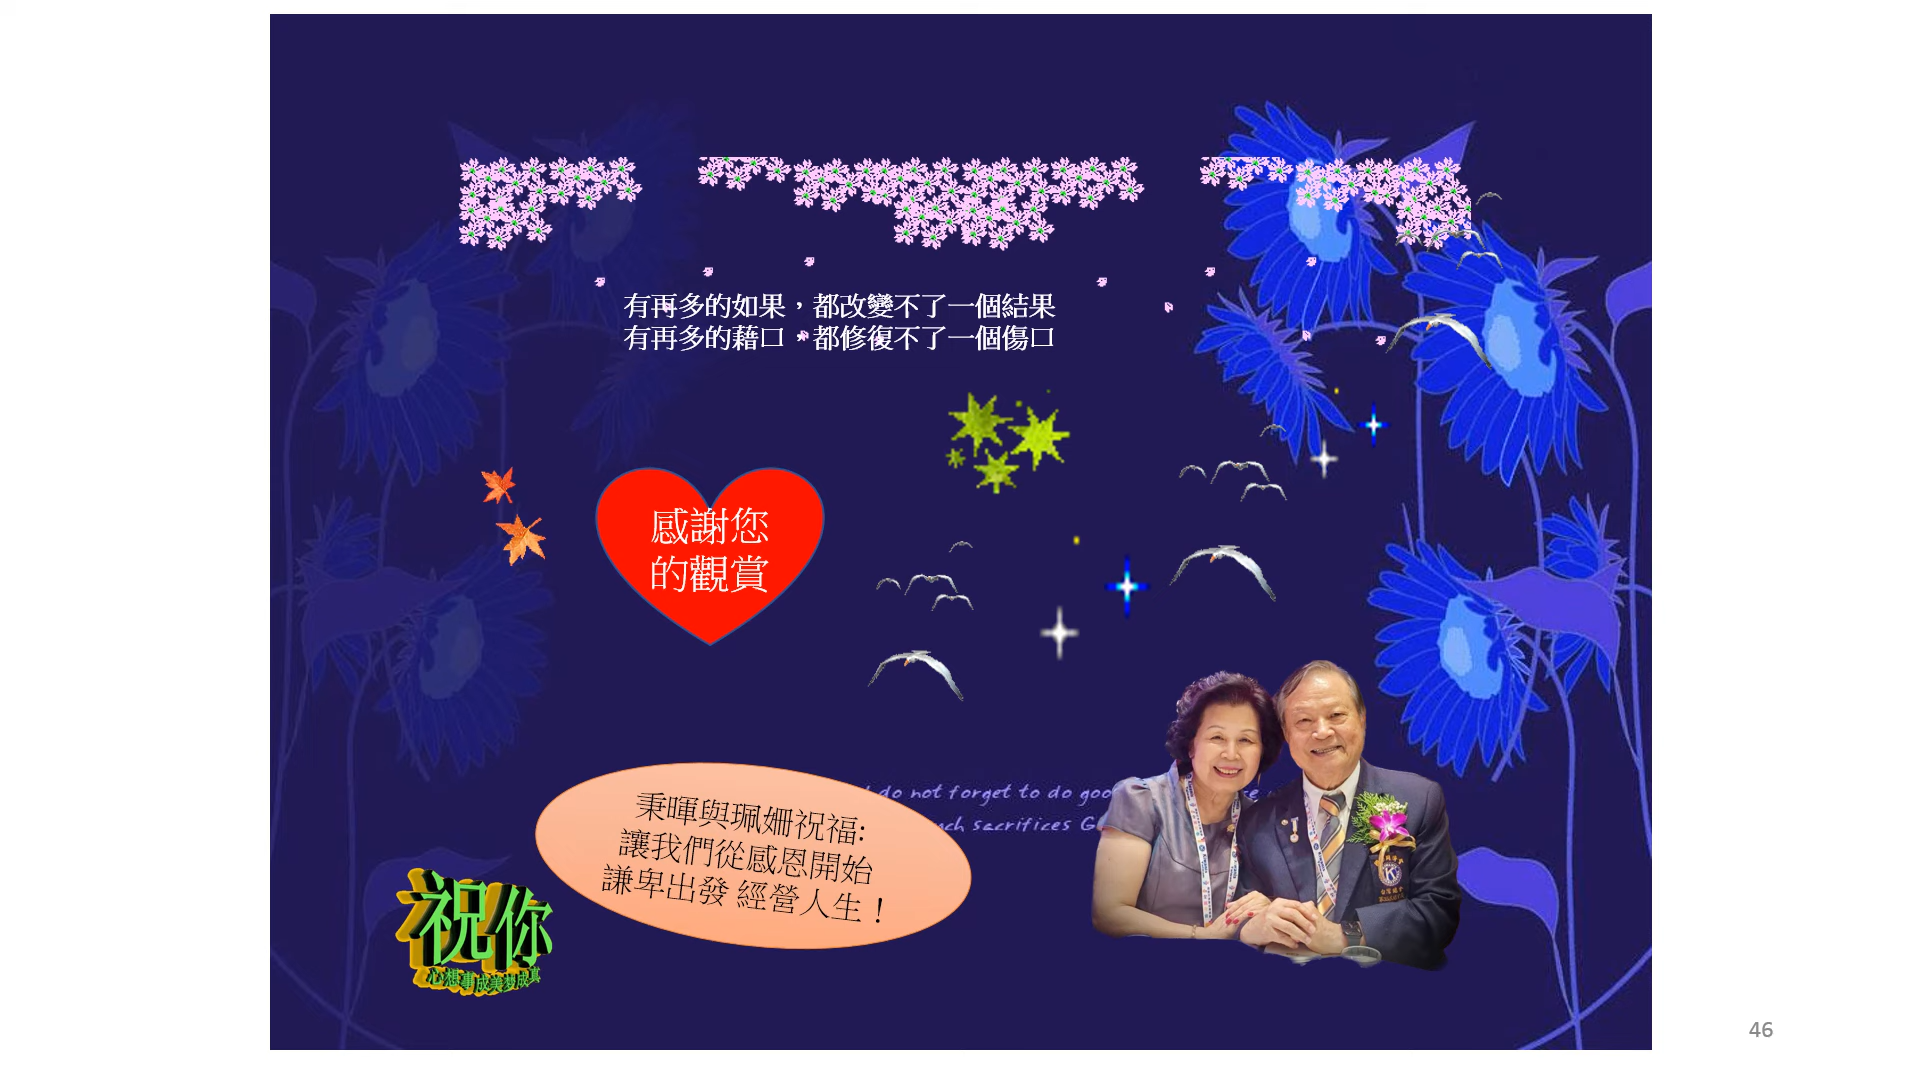 有再多的如果，都改變不了一個結果
有再多的藉口，都修復不了一個傷口
感謝您
的觀賞
do not forget to do goo
sacrifices G
秉暉與珮姍祝福:
讓我們從感恩開始
謙卑出發 經營人生！
祝你
心想事成美梦成真
46